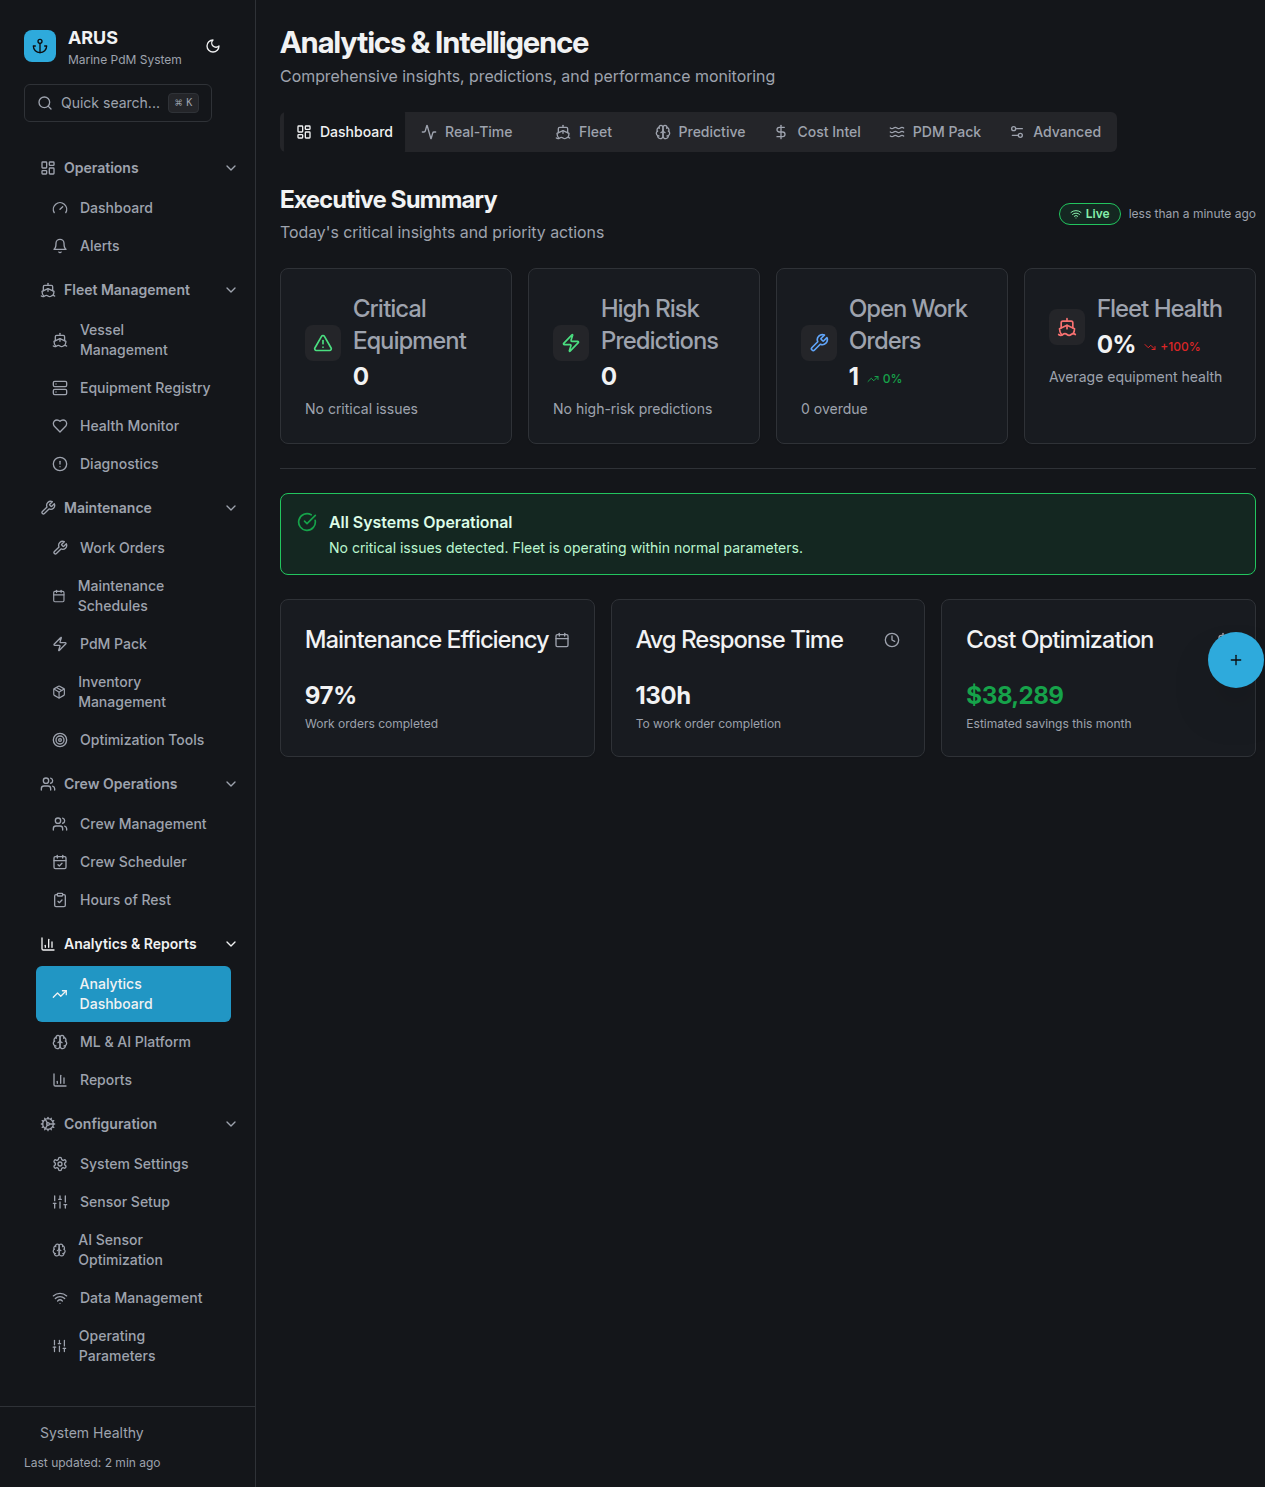 ARUS
Marine PdM System
Quick search...
⌘ K
Operations
Dashboard
Alerts
Fleet Management
Vessel
Management
Equipment Registry
Health Monitor
Diagnostics
Maintenance
Work Orders
Maintenance
Schedules
PdM Pack
Inventory
Management
Optimization Tools
Crew Operations
Crew Management
Crew Scheduler
Hours of Rest
Analytics & Reports
Analytics
Dashboard
ML & AI Platform
Reports
Configuration
System Settings
Sensor Setup
AI Sensor
Optimization
Data Management
Operating
Parameters
System Healthy
Last updated: 2 min ago
Analytics & Intelligence
Comprehensive insights, predictions, and performance monitoring
Dashboard
Real-Time
Fleet
Predictive
Cost Intel
PDM Pack
Advanced
Executive Summary
Today's critical insights and priority actions
Live
less than a minute ago
Critical
Equipment
0
No critical issues
High Risk
Predictions
0
No high-risk predictions
Open Work
Orders
1
0%
0 overdue
Fleet Health
0%
+100%
Average equipment health
All Systems Operational
No critical issues detected. Fleet is operating within normal parameters.
Maintenance Efficiency
97%
Work orders completed
Avg Response Time
130h
To work order completion
Cost Optimization
$38,289
Estimated savings this month